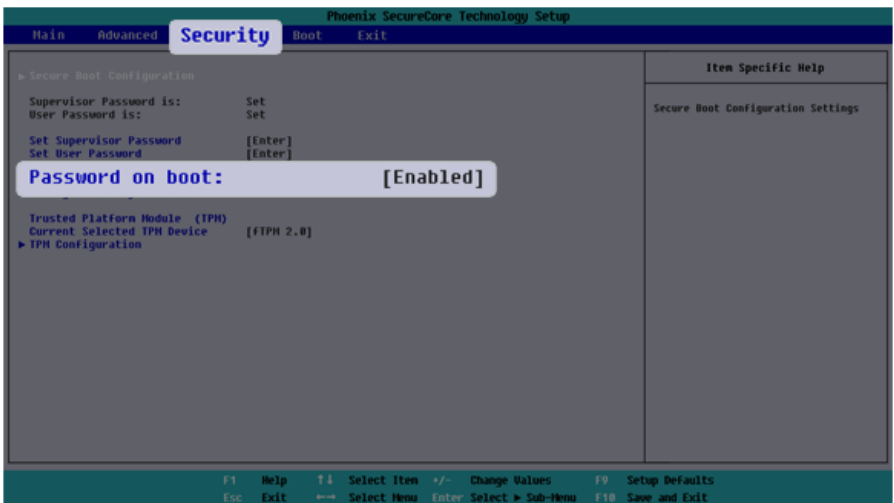 Phoenix SecureCore Technology Setup
Main Advanced Security Boot Exit
▶ Secure Boot Configuration
Supervisor Password is: Set
User Password is: Set
Set Supervisor Password [Enter]
Set User Password [Enter]
Password on boot: [Enabled]
Trusted Platform Module (TPM)
Current Selected TPM Device [fTPM 2.0]
▶ TPM Configuration
Item Specific Help
Secure Boot Configuration Settings
F1 Help ↑↓ Select Item +/- Change Values F9 Setup Defaults
Esc Exit ←→ Select Menu Enter Select ▶ Sub-Menu F10 Save and Exit